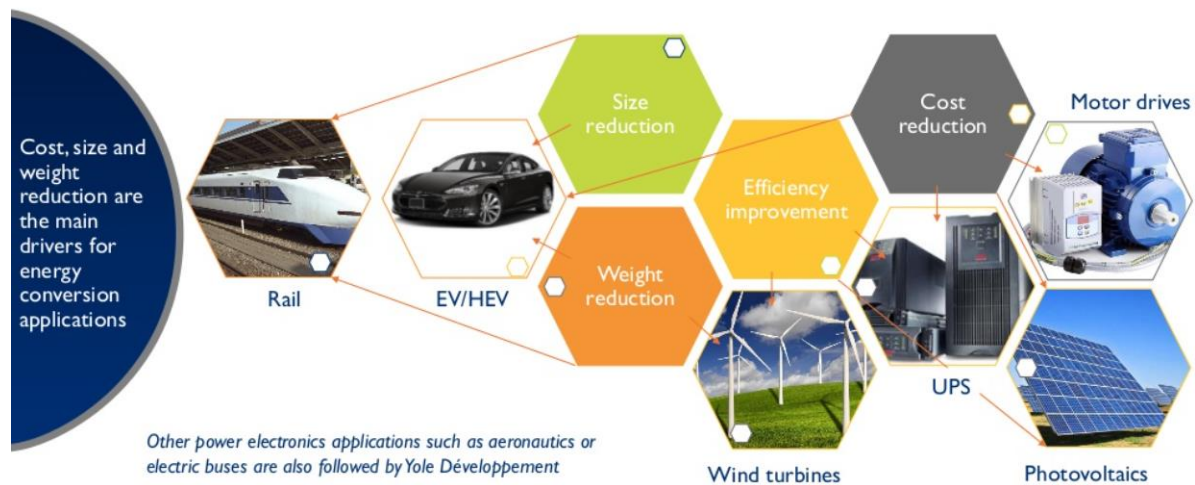 Cost, size and
weight
reduction are
the main
drivers for
energy
conversion
applications
Rail
EV/HEV
Size
reduction
Weight
reduction
Efficiency
improvement
Cost
reduction
Motor drives
UPS
Wind turbines
Photovoltaics
Other power electronics applications such as aeronautics or
electric buses are also followed by Yole Développement